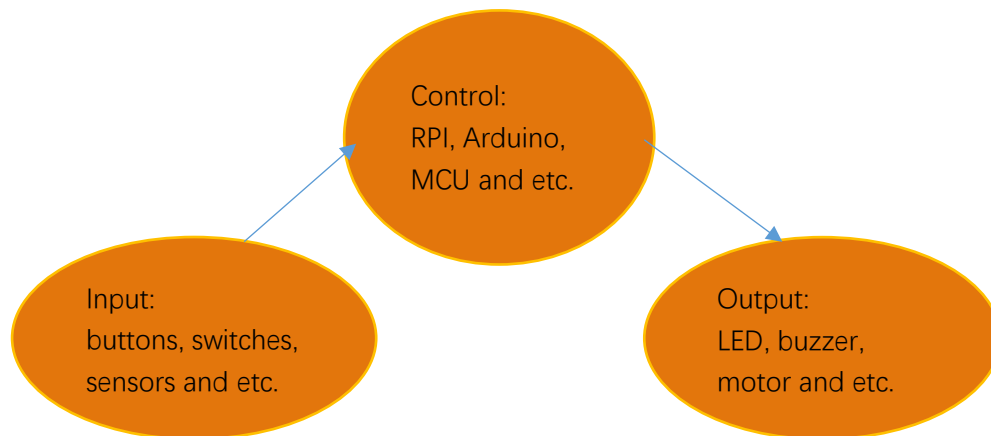 Control:
RPI, Arduino,
MCU and etc.
Input:
buttons, switches,
sensors and etc.
Output:
LED, buzzer,
motor and etc.